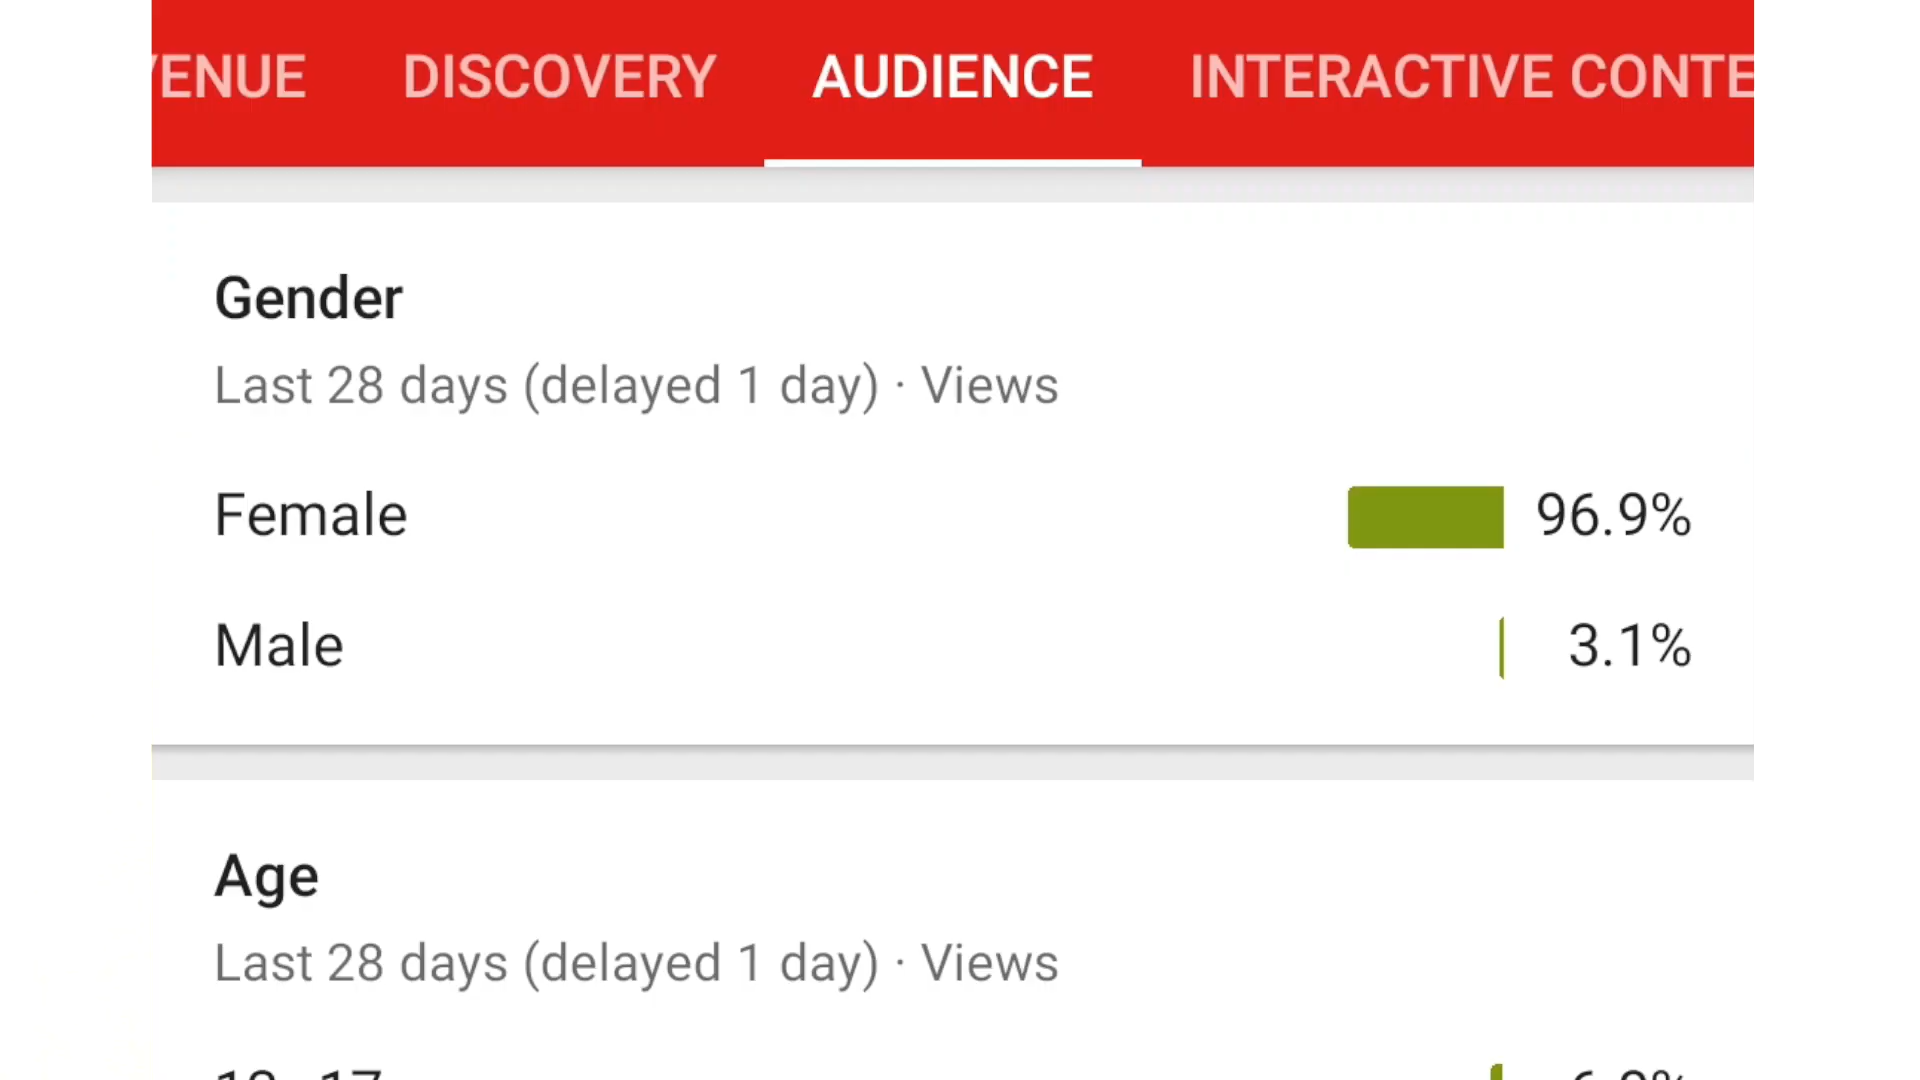 VENUE DISCOVERY AUDIENCE INTERACTIVE CONTE
Gender
Last 28 days (delayed 1 day) · Views
Female 96.9%
Male 3.1%
Age
Last 28 days (delayed 1 day) · Views